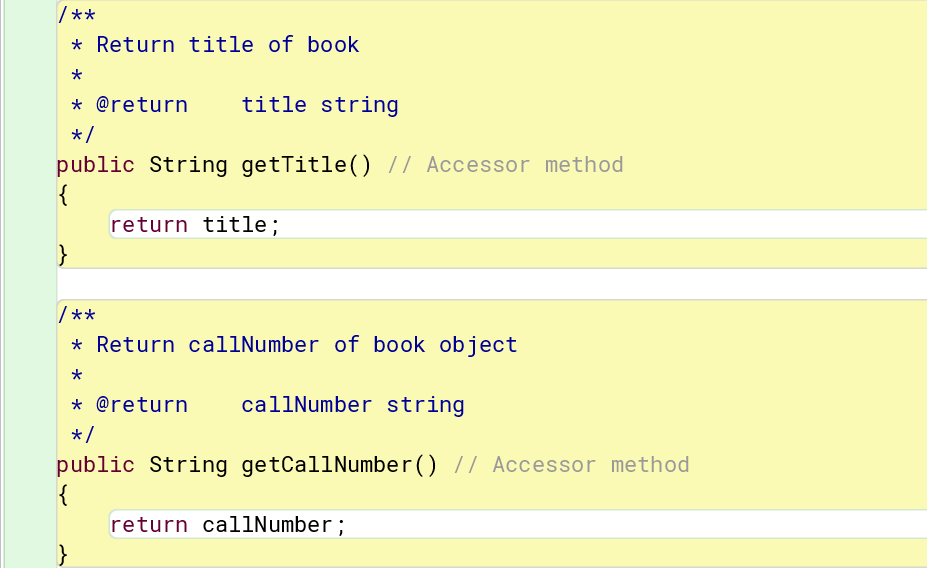 /**
 * Return title of book
 *
 * @return    title string
 */
public String getTitle() // Accessor method
{
    return title;
}
/**
 * Return callNumber of book object
 *
 * @return    callNumber string
 */
public String getCallNumber() // Accessor method
{
    return callNumber;
}